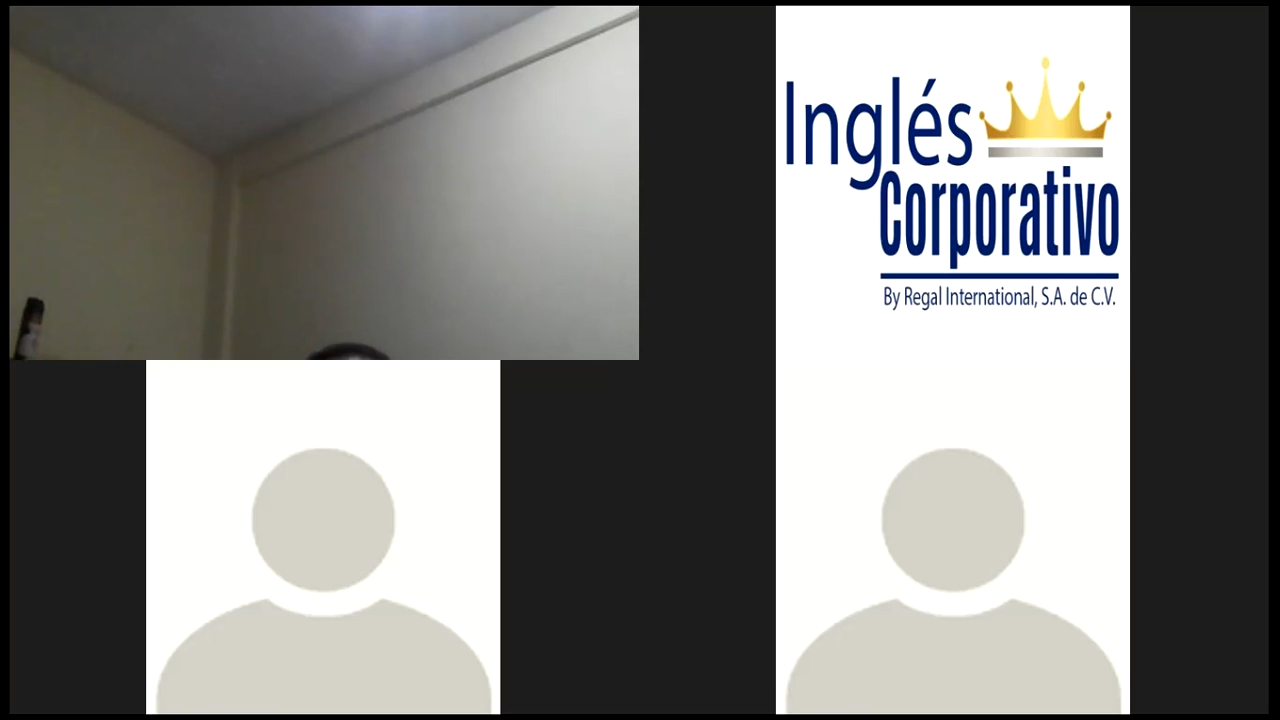 Inglés
Corporativo
By Regal International, S.A. de C.V.